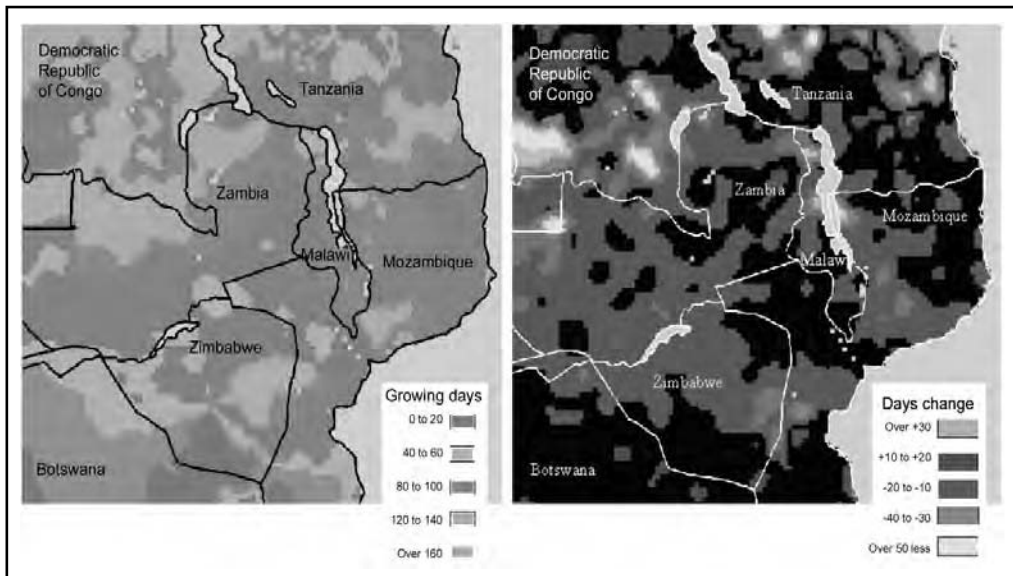 Democratic
Republic
of Congo
Tanzania
Zambia
Malawi
Mozambique
Zimbabwe
Botswana
Growing days
0 to 20
40 to 60
80 to 100
120 to 140
Over 160
Democratic
Republic
of Congo
Tanzania
Zambia
Mozambique
Malawi
Zimbabwe
Botswana
Days change
Over +30
+10 to +20
-20 to -10
-40 to -30
Over 50 less